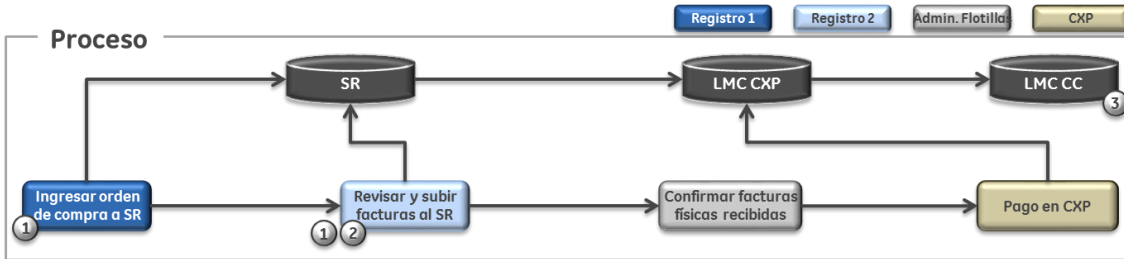 Registro 1
Registro 2
Admin. Flotillas
CXP
Proceso
SR
LMC CXP
LMC CC
3
Ingresar orden
de compra a SR
1
Revisar y subir
facturas al SR
1
2
Confirmar facturas
físicas recibidas
Pago en CXP